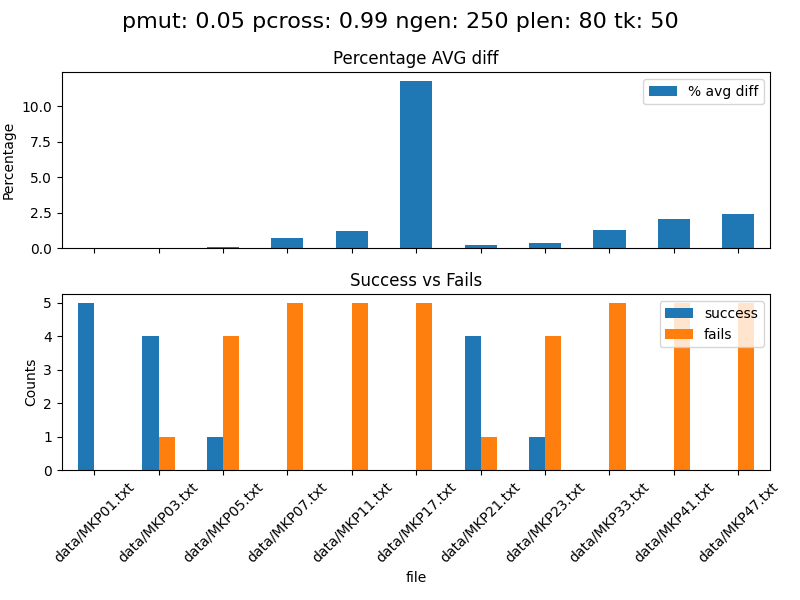 pmut: 0.05 pcross: 0.99 ngen: 250 plen: 80 tk: 50
Percentage AVG diff
% avg diff
Percentage
10.0
7.5
5.0
2.5
0.0
Success vs Fails
success
fails
Counts
5
4
3
2
1
0
data/MKP01.txt
data/MKP03.txt
data/MKP05.txt
data/MKP07.txt
data/MKP11.txt
data/MKP17.txt
data/MKP21.txt
data/MKP23.txt
data/MKP33.txt
data/MKP41.txt
data/MKP47.txt
file